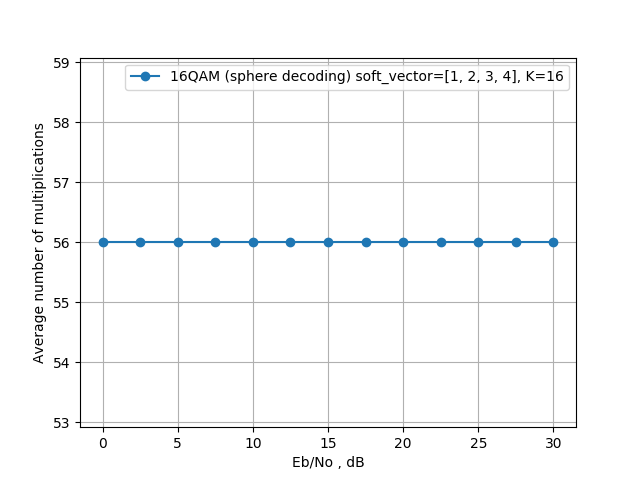 16QAM (sphere decoding) soft_vector=[1, 2, 3, 4], K=16
Average number of multiplications
59
58
57
56
55
54
53
0 5 10 15 20 25 30
Eb/No , dB